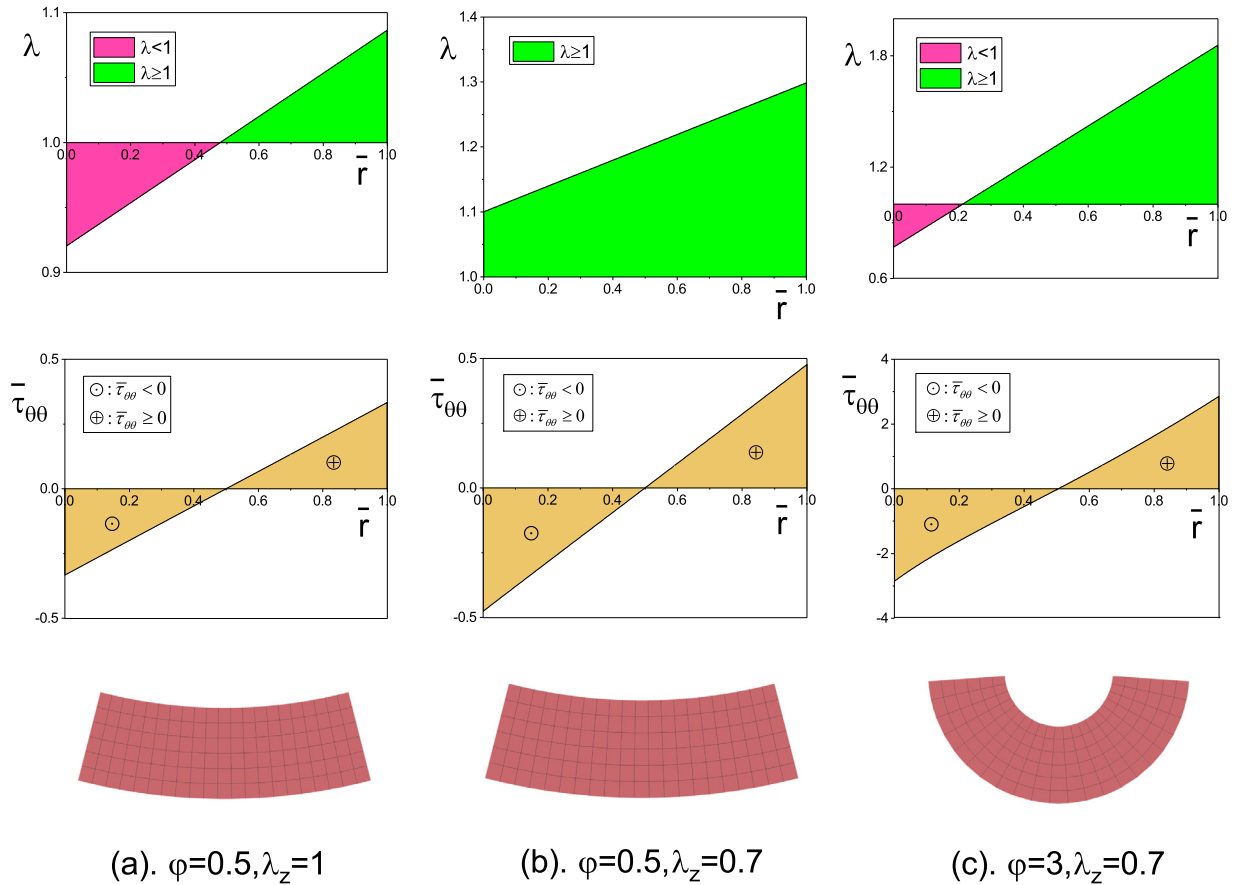 1.1
λ
λ<1
λ≥1
1.0
0.0 0.2 0.4 0.6 0.8 1.0
r̄
0.9
1.4
λ
λ≥1
1.3
1.2
1.1
1.0
0.0 0.2 0.4 0.6 0.8 1.0
r̄
1.8
λ
λ<1
λ≥1
1.2
0.0 0.2 0.4 0.6 0.8 1.0
r̄
0.6
0.5
τ̄θθ
⊙: τ̄θθ < 0
⊕: τ̄θθ ≥ 0
0.0
0.0 0.2 0.4 0.6 0.8 1.0
r̄
-0.5
0.5
τ̄θθ
⊙: τ̄θθ < 0
⊕: τ̄θθ ≥ 0
0.0
0.0 0.2 0.4 0.6 0.8 1.0
r̄
-0.5
4
τ̄θθ
⊙: τ̄θθ < 0
⊕: τ̄θθ ≥ 0
2
0
0.0 0.2 0.4 0.6 0.8 1.0
r̄
-2
-4
(a). φ=0.5,λz=1
(b). φ=0.5,λz=0.7
(c). φ=3,λz=0.7